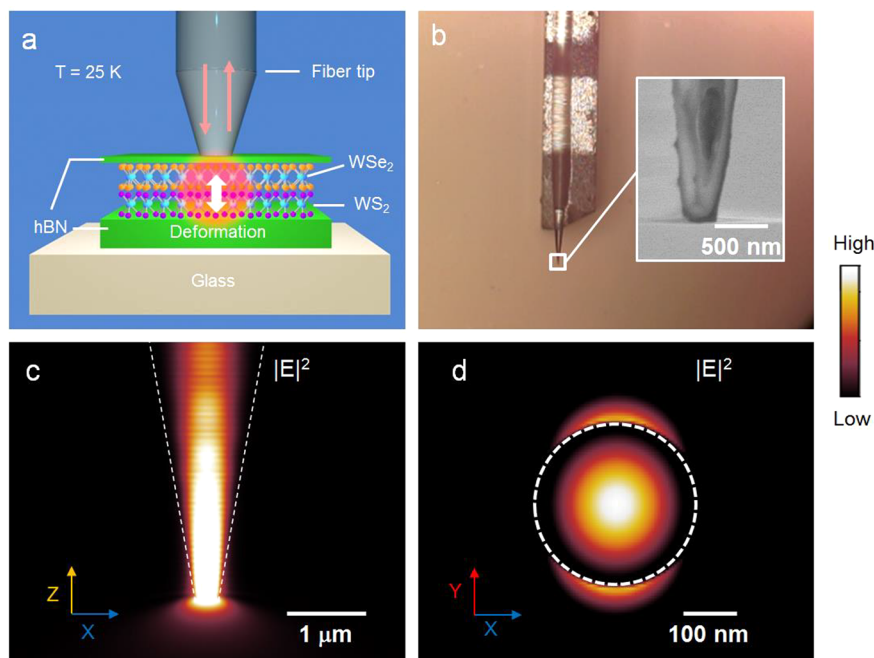 a
T = 25 K
Fiber tip
WSe₂
WS₂
hBN
Deformation
Glass
b
500 nm
High
Low
c
|E|²
Z
X
1 μm
d
|E|²
Y
X
100 nm